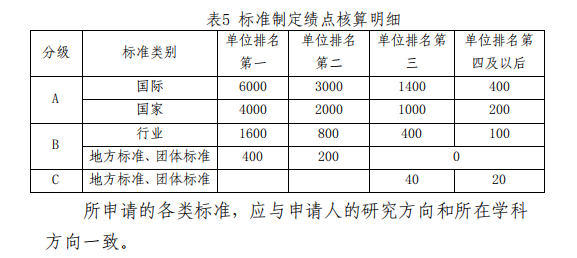 表5 标准制定绩点核算明细
分级 标准类别 单位排名第一 单位排名第二 单位排名第三 单位排名第四及以后
A 国际 6000 3000 1400 400
国家 4000 2000 1000 200
B 行业 1600 800 400 100
地方标准、团体标准 400 200 0
C 地方标准、团体标准 40 20
所申请的各类标准，应与申请人的研究方向和所在学科
方向一致。